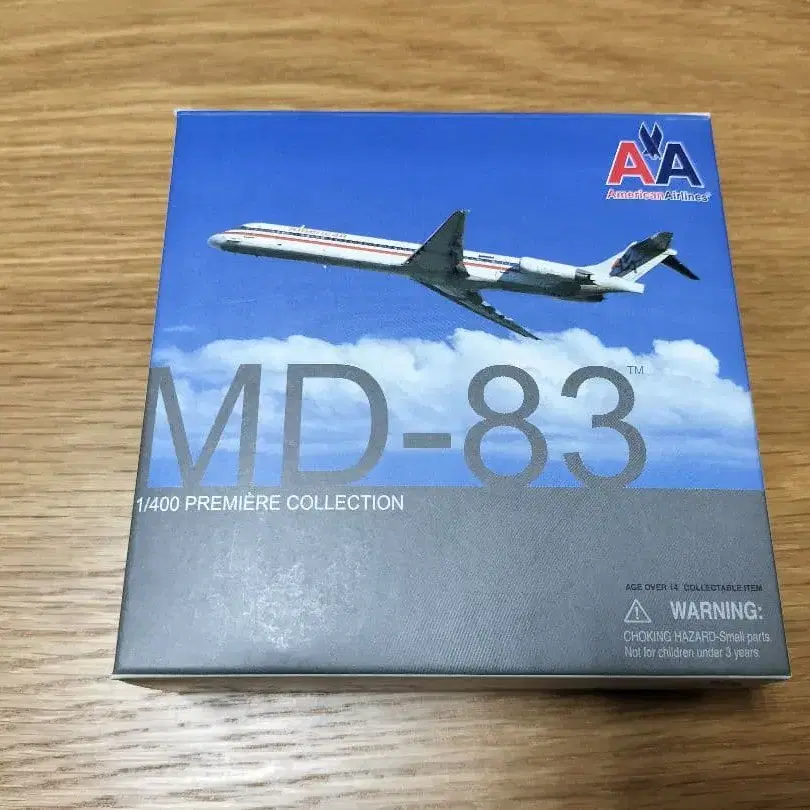 AA
AmericanAirlines®
American
MD-83™
1/400 PREMIÈRE COLLECTION
AGE OVER 14 COLLECTABLE ITEM
WARNING:
CHOKING HAZARD-Small parts
Not for children under 3 years.